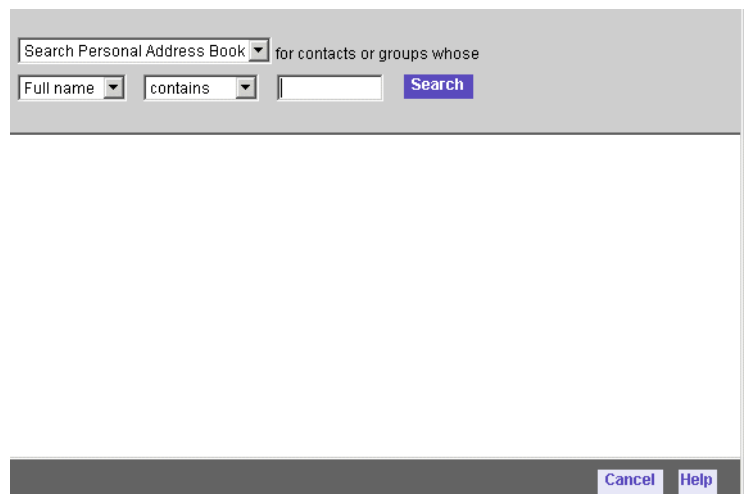 Search Personal Address Book for contacts or groups whose
Full name contains Search
Cancel Help